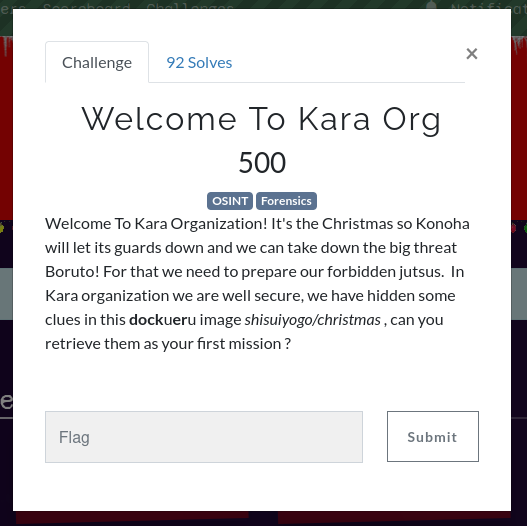 Scoreboard Challenges
Notificat
Challenge
92 Solves
×
Welcome To Kara Org
500
OSINT Forensics
Welcome To Kara Organization! It's the Christmas so Konoha
will let its guards down and we can take down the big threat
Boruto! For that we need to prepare our forbidden jutsus.  In
Kara organization we are well secure, we have hidden some
clues in this dockueru image shisuiyogo/christmas , can you
retrieve them as your first mission ?
Flag
Submit